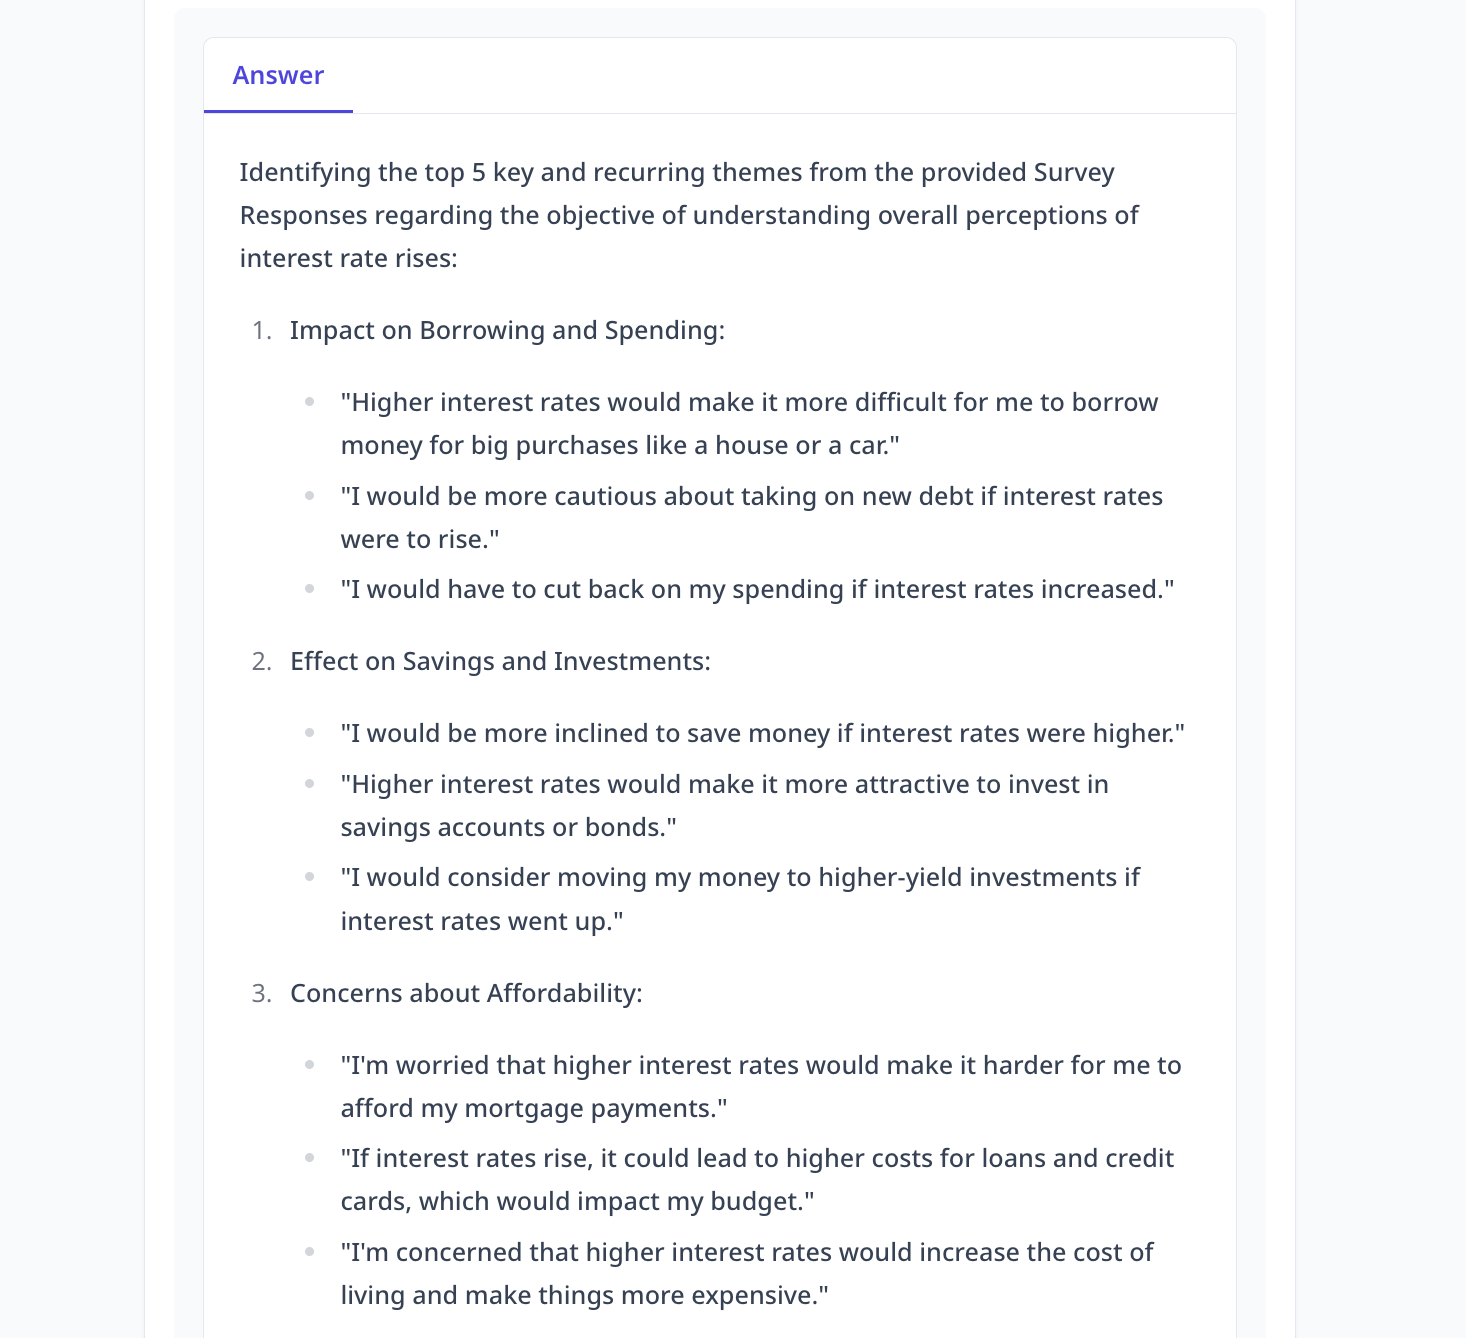 Answer
Identifying the top 5 key and recurring themes from the provided Survey
Responses regarding the objective of understanding overall perceptions of
interest rate rises:
1. Impact on Borrowing and Spending:
"Higher interest rates would make it more difficult for me to borrow
money for big purchases like a house or a car."
"I would be more cautious about taking on new debt if interest rates
were to rise."
"I would have to cut back on my spending if interest rates increased."
2. Effect on Savings and Investments:
"I would be more inclined to save money if interest rates were higher."
"Higher interest rates would make it more attractive to invest in
savings accounts or bonds."
"I would consider moving my money to higher-yield investments if
interest rates went up."
3. Concerns about Affordability:
"I'm worried that higher interest rates would make it harder for me to
afford my mortgage payments."
"If interest rates rise, it could lead to higher costs for loans and credit
cards, which would impact my budget."
"I'm concerned that higher interest rates would increase the cost of
living and make things more expensive."